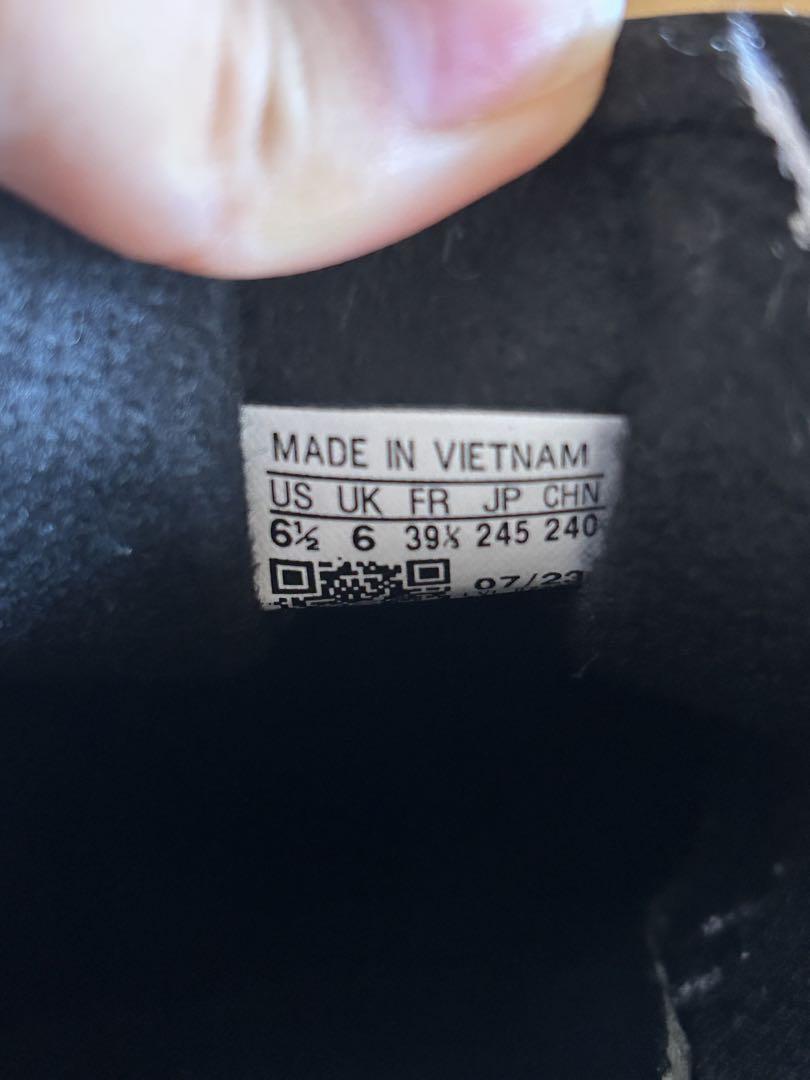 MADE IN VIETNAM
US UK FR JP CHN
6½ 6 39⅓ 245 240
07/23